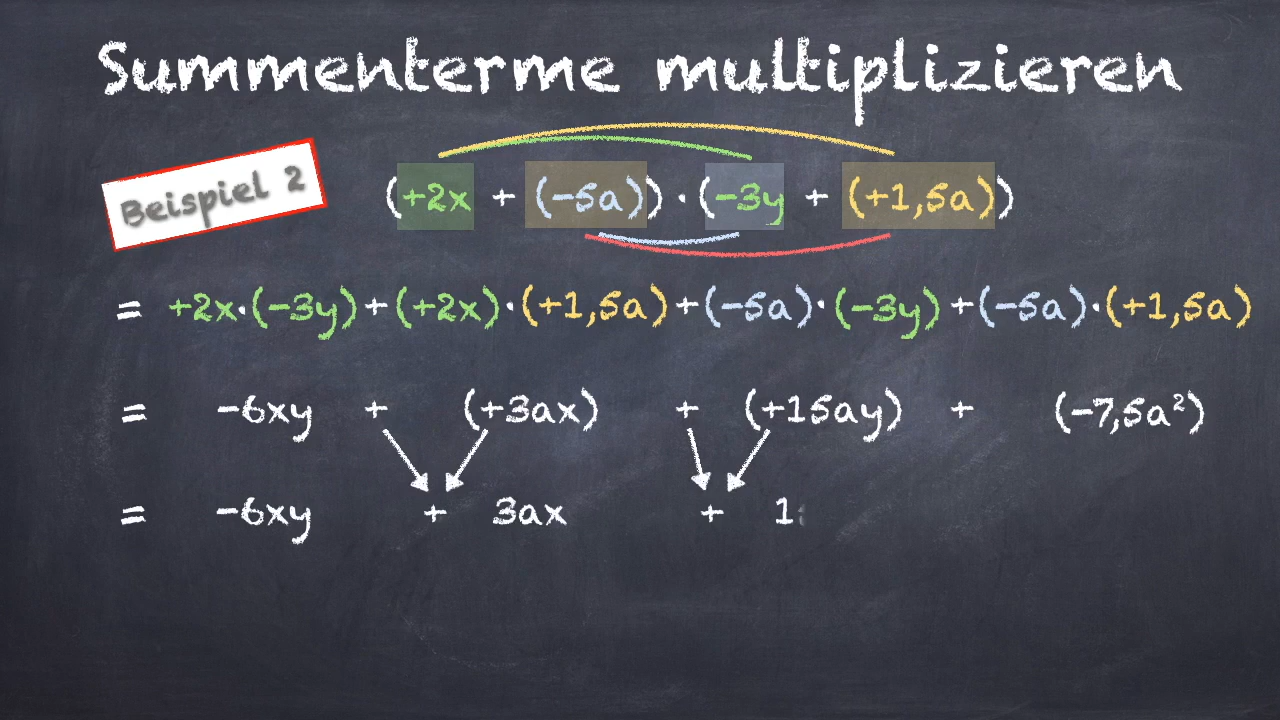 Summenterme multiplizieren
Beispiel 2
(+2x + (-5a)) · (-3y + (+1,5a))
= +2x·(-3y)+(+2x)·(+1,5a)+(-5a)·(-3y)+(-5a)·(+1,5a)
= -6xy + (+3ax) + (+15ay) + (-7,5a²)
= -6xy + 3ax + 1